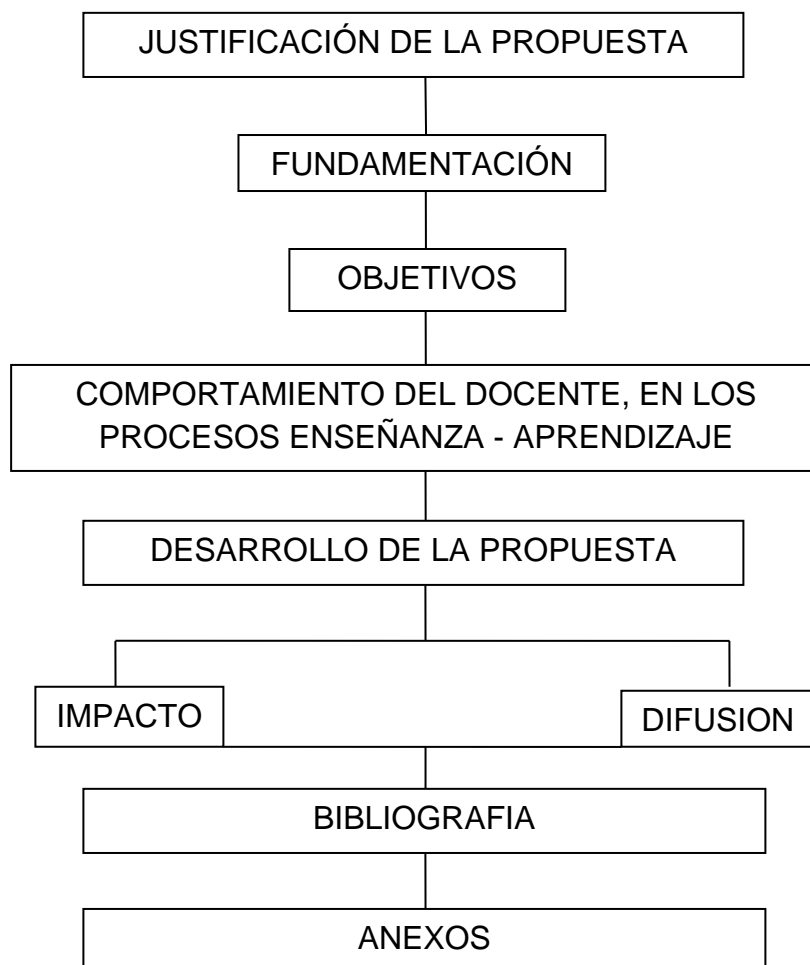 JUSTIFICACIÓN DE LA PROPUESTA
FUNDAMENTACIÓN
OBJETIVOS
COMPORTAMIENTO DEL DOCENTE, EN LOS
PROCESOS ENSEÑANZA - APRENDIZAJE
DESARROLLO DE LA PROPUESTA
IMPACTO
DIFUSION
BIBLIOGRAFIA
ANEXOS